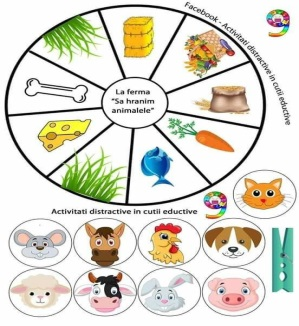 Facebook - Activitati distractive in cutii eductive
La ferma
"Sa hranim
animalele"
Activitati distractive in cutii eductive